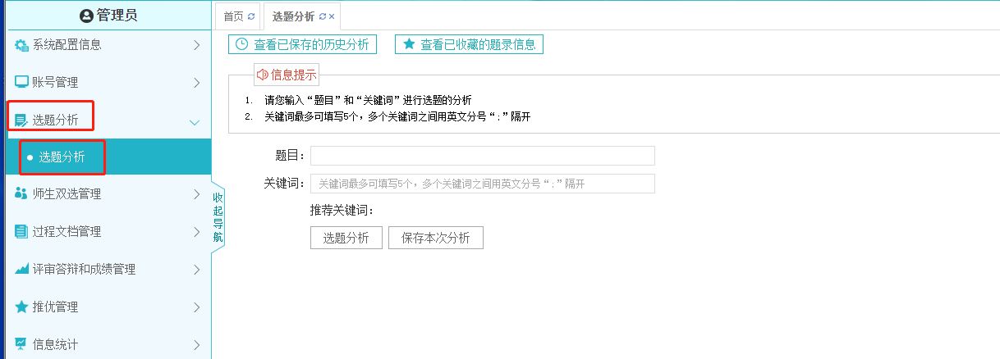 管理员
首页
选题分析
系统配置信息
账号管理
选题分析
选题分析
师生双选管理
过程文档管理
评审答辩和成绩管理
推优管理
信息统计
收起导航
查看已保存的历史分析
查看已收藏的题录信息
信息提示
1. 请您输入“题目”和“关键词”进行选题的分析
2. 关键词最多可填写5个，多个关键词之间用英文分号“;”隔开
题目：
关键词：
关键词最多可填写5个，多个关键词之间用英文分号“;”隔开
推荐关键词：
选题分析
保存本次分析